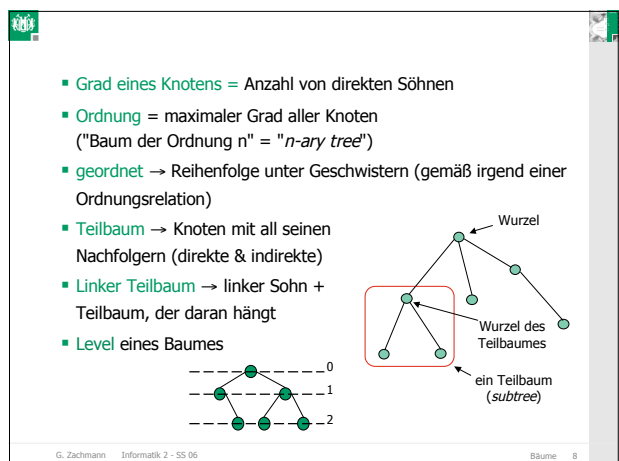 ▪ Grad eines Knotens = Anzahl von direkten Söhnen
▪ Ordnung = maximaler Grad aller Knoten
("Baum der Ordnung n" = "n-ary tree")
▪ geordnet → Reihenfolge unter Geschwistern (gemäß irgend einer
Ordnungsrelation)
▪ Teilbaum → Knoten mit all seinen
Nachfolgern (direkte & indirekte)
▪ Linker Teilbaum → linker Sohn +
Teilbaum, der daran hängt
▪ Level eines Baumes
Wurzel
Wurzel des
Teilbaumes
ein Teilbaum
(subtree)
0
1
2
G. Zachmann Informatik 2 - SS 06
Bäume 8